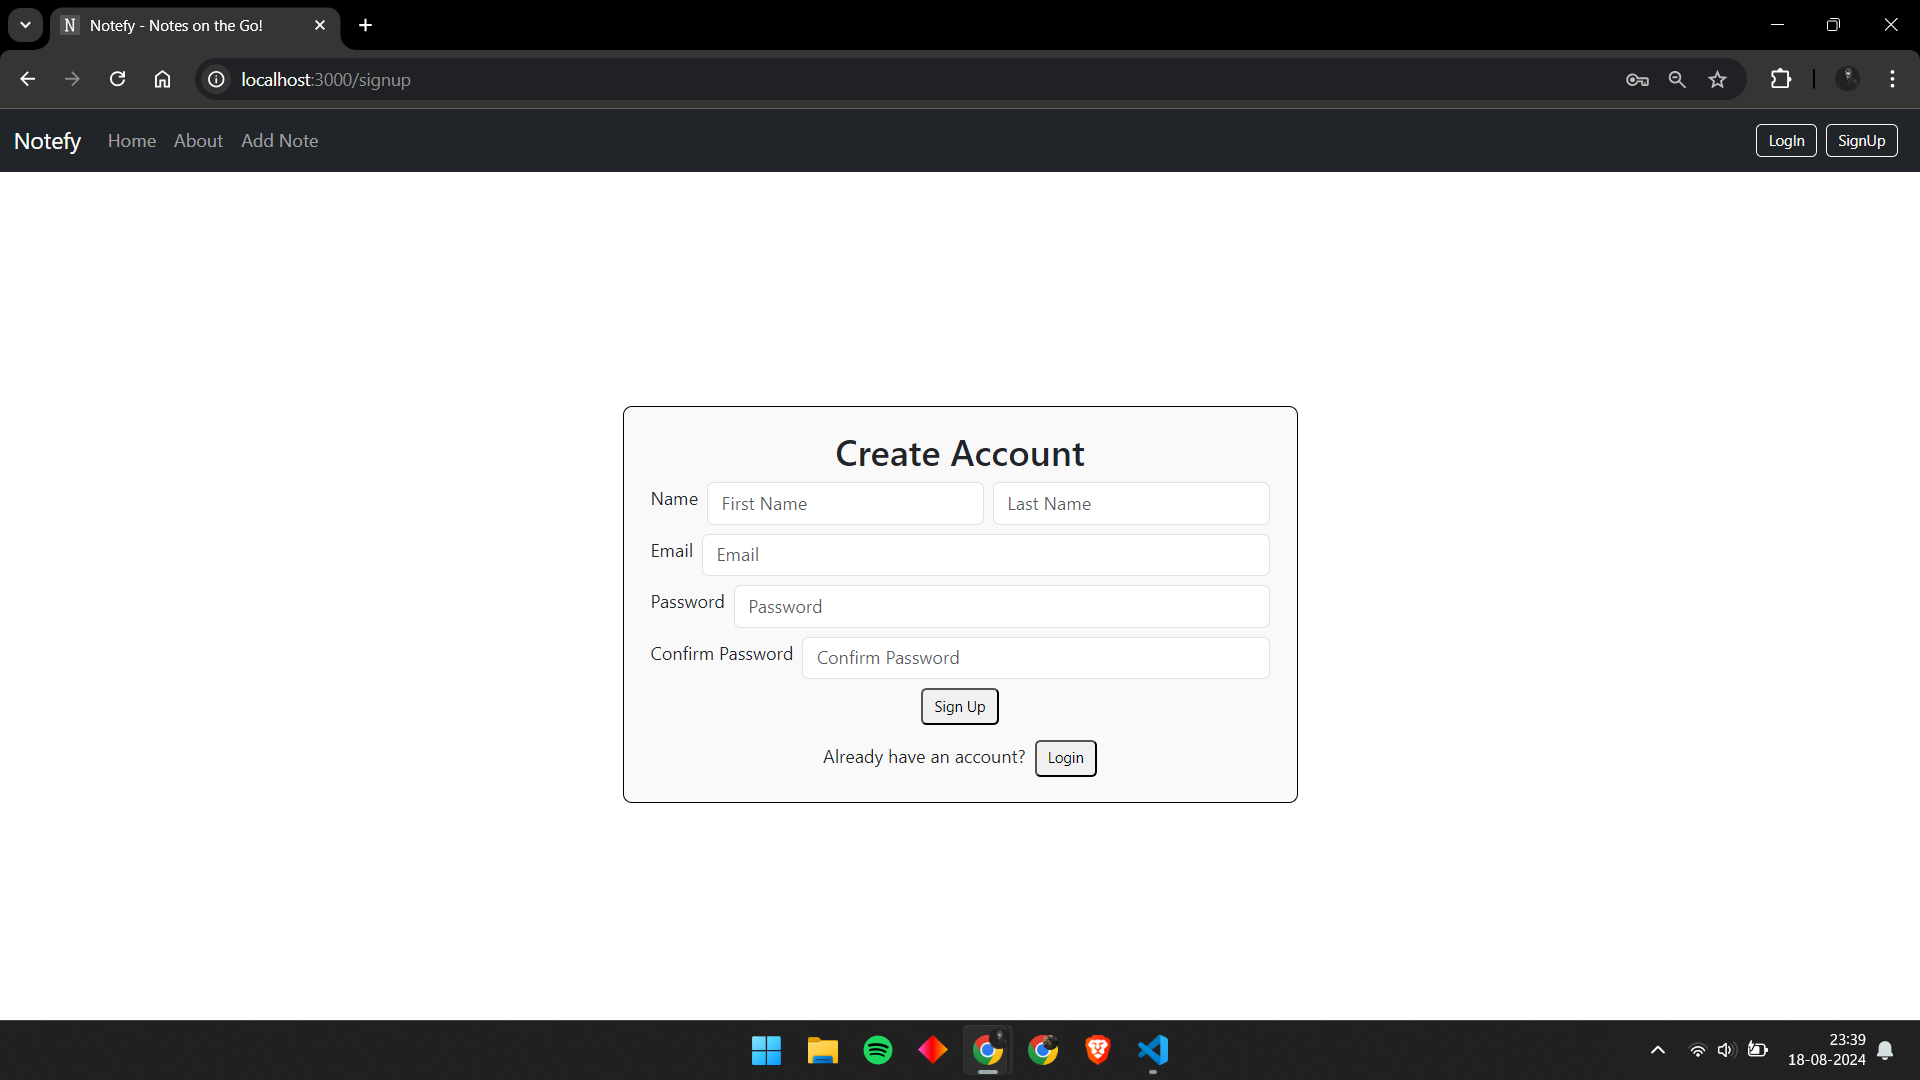 N Notefy - Notes on the Go!
localhost:3000/signup
Notefy Home About Add Note LogIn SignUp
Create Account
Name First Name Last Name
Email Email
Password Password
Confirm Password Confirm Password
Sign Up
Already have an account? Login
23:39
18-08-2024